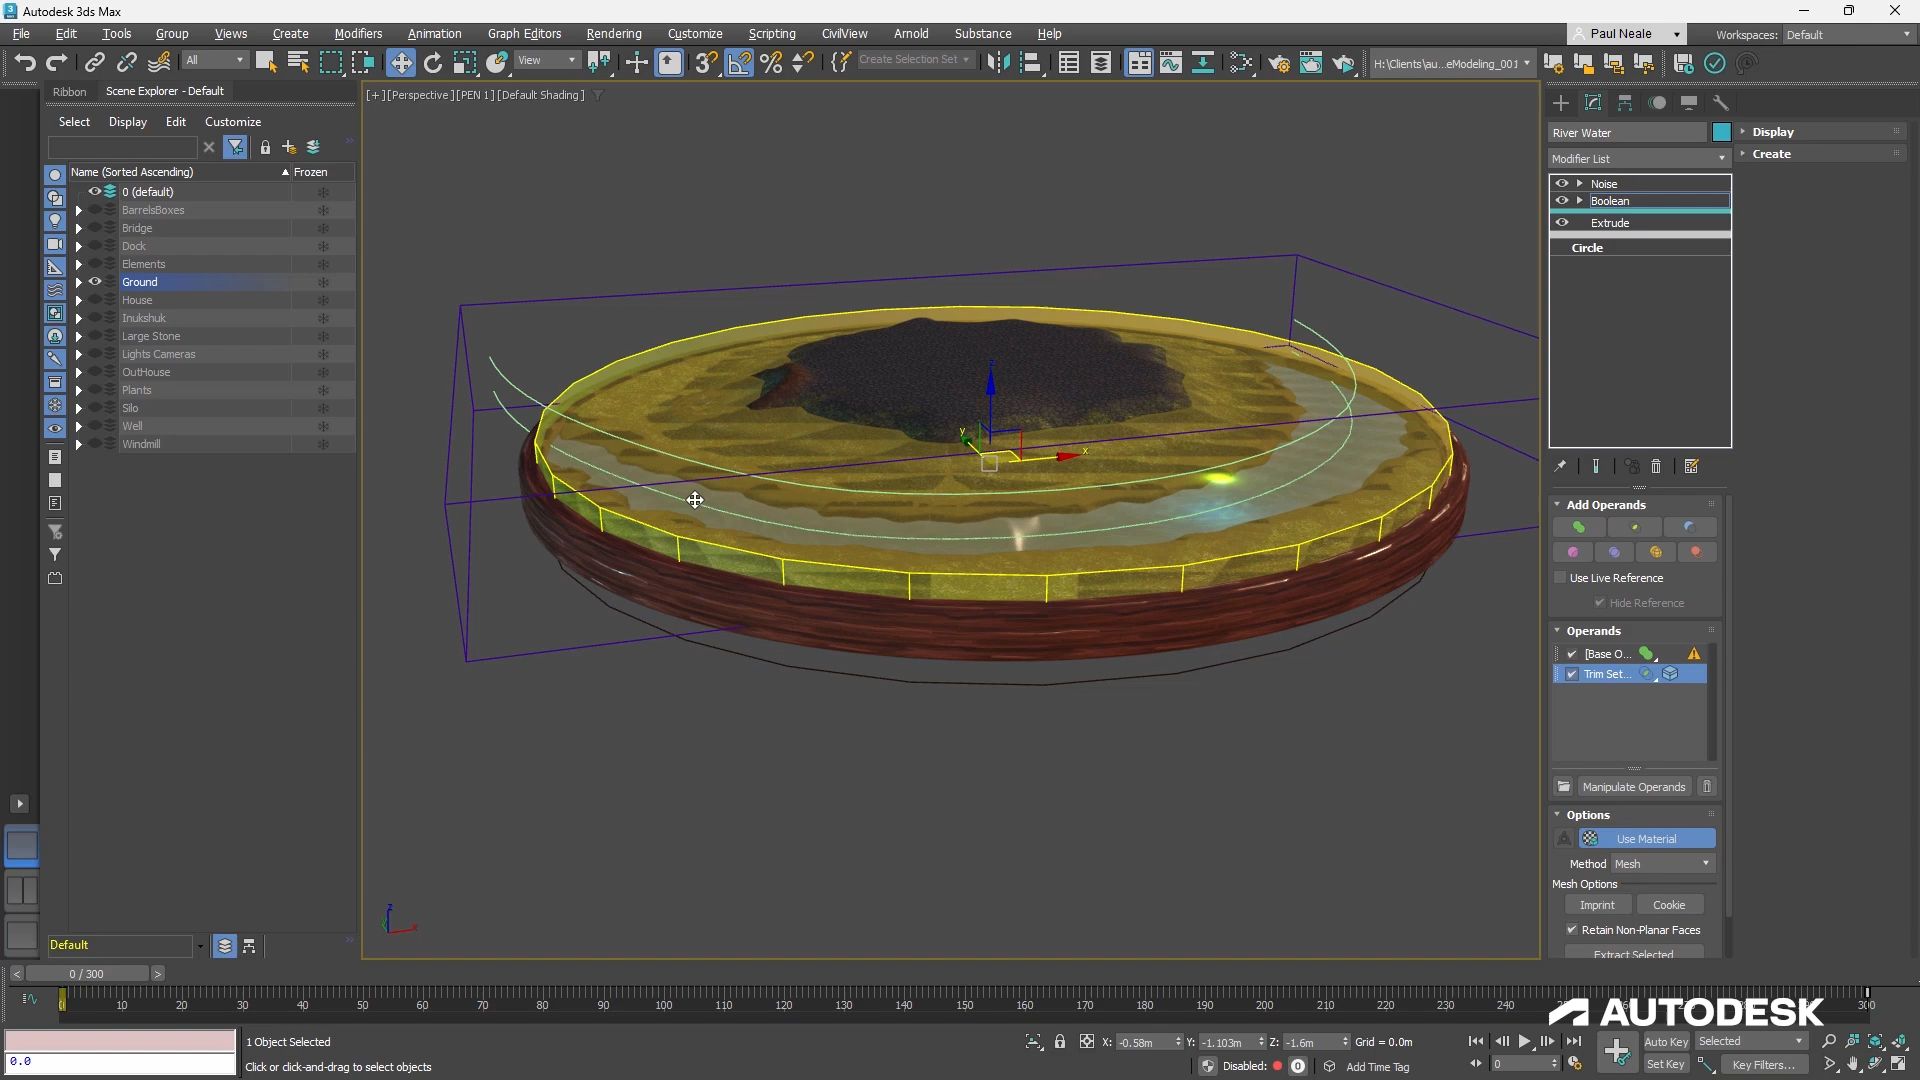 Autodesk 3ds Max
File Edit Tools Group Views Create Modifiers Animation Graph Editors Rendering Customize Scripting CivilView Arnold Substance Help Paul Neale Workspaces: Default
All View Create Selection Set H:\Clients\au...eModeling_001
Ribbon Scene Explorer - Default
[+][Perspective][PEN 1][Default Shading]
Select Display Edit Customize
Name (Sorted Ascending) Frozen
0 (default)
BarrelsBoxes
Bridge
Dock
Elements
Ground
House
Inukshuk
Large Stone
Lights Cameras
OutHouse
Plants
Silo
Well
Windmill
Default
z
x
y
z
x
River Water
Display
Modifier List
Create
Noise
Boolean
Extrude
Circle
Add Operands
Use Live Reference
Hide Reference
Operands
[Base O...
Trim Set...
Manipulate Operands
Options
Use Material
Method Mesh
Mesh Options
Imprint Cookie
Retain Non-Planar Faces
Extract Selected
< 0 / 300 >
0 10 20 30 40 50 60 70 80 90 100 110 120 130 140 150 160 170 180 190 200 210 220 230 240 300
AUTODESK
1 Object Selected X: -0.58m Y: -1.103m Z: -1.6m Grid = 0.0m Auto Key Selected
0.0
Click or click-and-drag to select objects Disabled: 0 Add Time Tag 0 Set Key Key Filters...